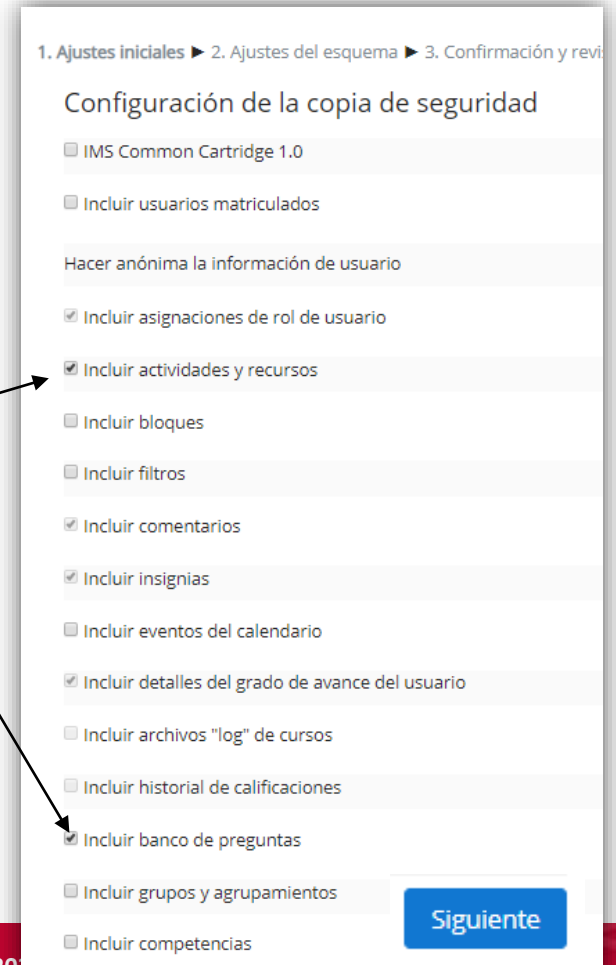 1. Ajustes iniciales ► 2. Ajustes del esquema ► 3. Confirmación y revi
Configuración de la copia de seguridad
IMS Common Cartridge 1.0
Incluir usuarios matriculados
Hacer anónima la información de usuario
Incluir asignaciones de rol de usuario
Incluir actividades y recursos
Incluir bloques
Incluir filtros
Incluir comentarios
Incluir insignias
Incluir eventos del calendario
Incluir detalles del grado de avance del usuario
Incluir archivos "log" de cursos
Incluir historial de calificaciones
Incluir banco de preguntas
Incluir grupos y agrupamientos
Siguiente
Incluir competencias